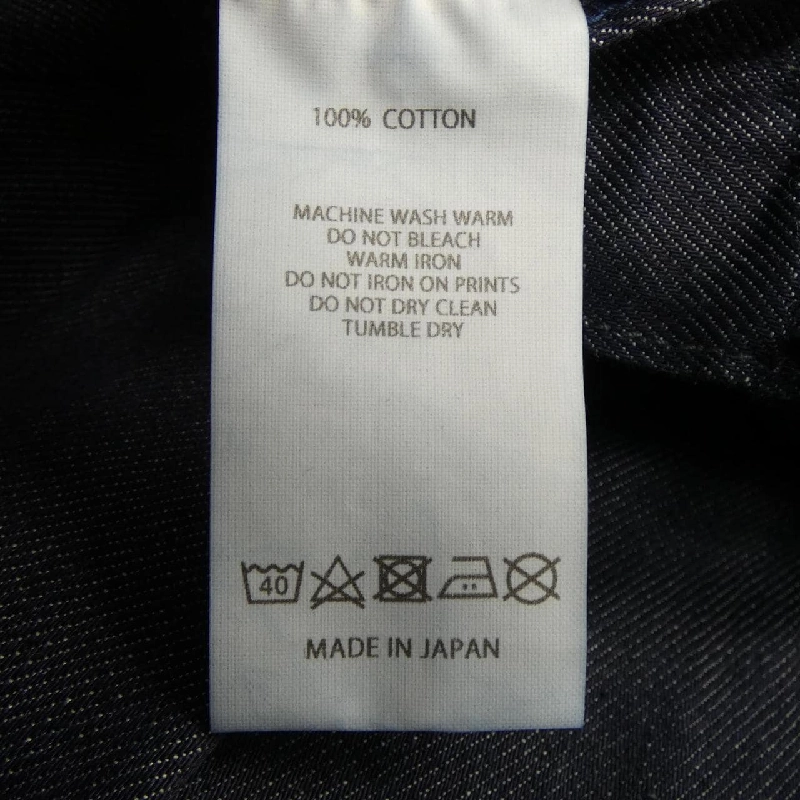 100% COTTON
MACHINE WASH WARM
DO NOT BLEACH
WARM IRON
DO NOT IRON ON PRINTS
DO NOT DRY CLEAN
TUMBLE DRY
40
MADE IN JAPAN